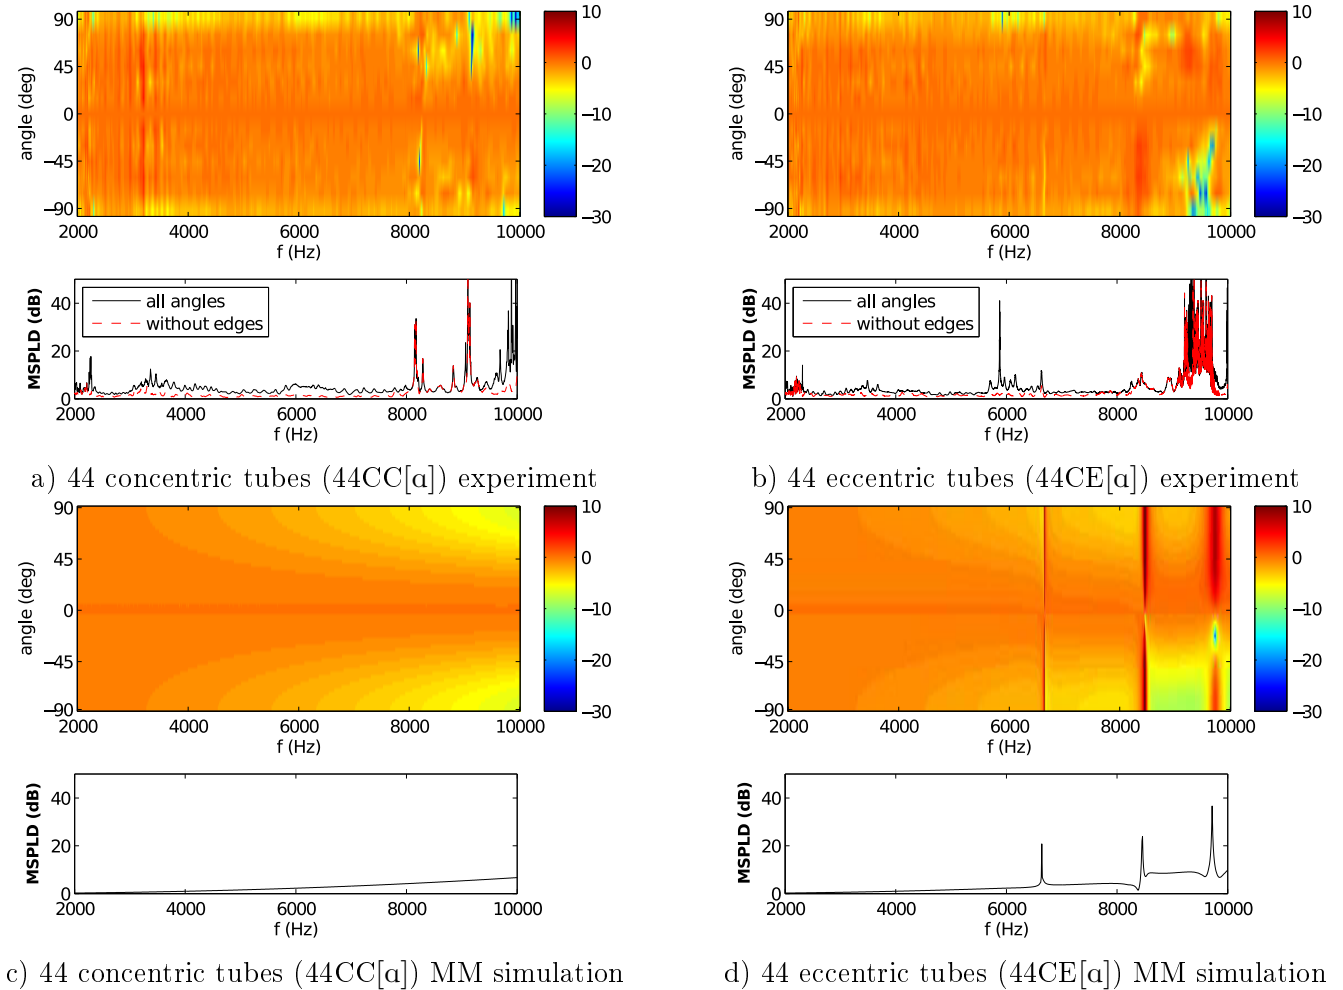 90
45
0
−45
−90
angle (deg)
2000 4000 6000 8000 10000
f (Hz)
10
0
−10
−20
−30
90
45
0
−45
−90
angle (deg)
2000 4000 6000 8000 10000
f (Hz)
10
0
−10
−20
−30
40
20
0
MSPLD (dB)
all angles
without edges
2000 4000 6000 8000 10000
f (Hz)
40
20
0
MSPLD (dB)
all angles
without edges
2000 4000 6000 8000 10000
f (Hz)
a) 44 concentric tubes (44CC[ɑ]) experiment
b) 44 eccentric tubes (44CE[ɑ]) experiment
90
45
0
−45
−90
angle (deg)
2000 4000 6000 8000 10000
f (Hz)
10
0
−10
−20
−30
90
45
0
−45
−90
angle (deg)
2000 4000 6000 8000 10000
f (Hz)
10
0
−10
−20
−30
40
20
0
MSPLD (dB)
2000 4000 6000 8000 10000
f (Hz)
40
20
0
MSPLD (dB)
2000 4000 6000 8000 10000
f (Hz)
c) 44 concentric tubes (44CC[ɑ]) MM simulation
d) 44 eccentric tubes (44CE[ɑ]) MM simulation